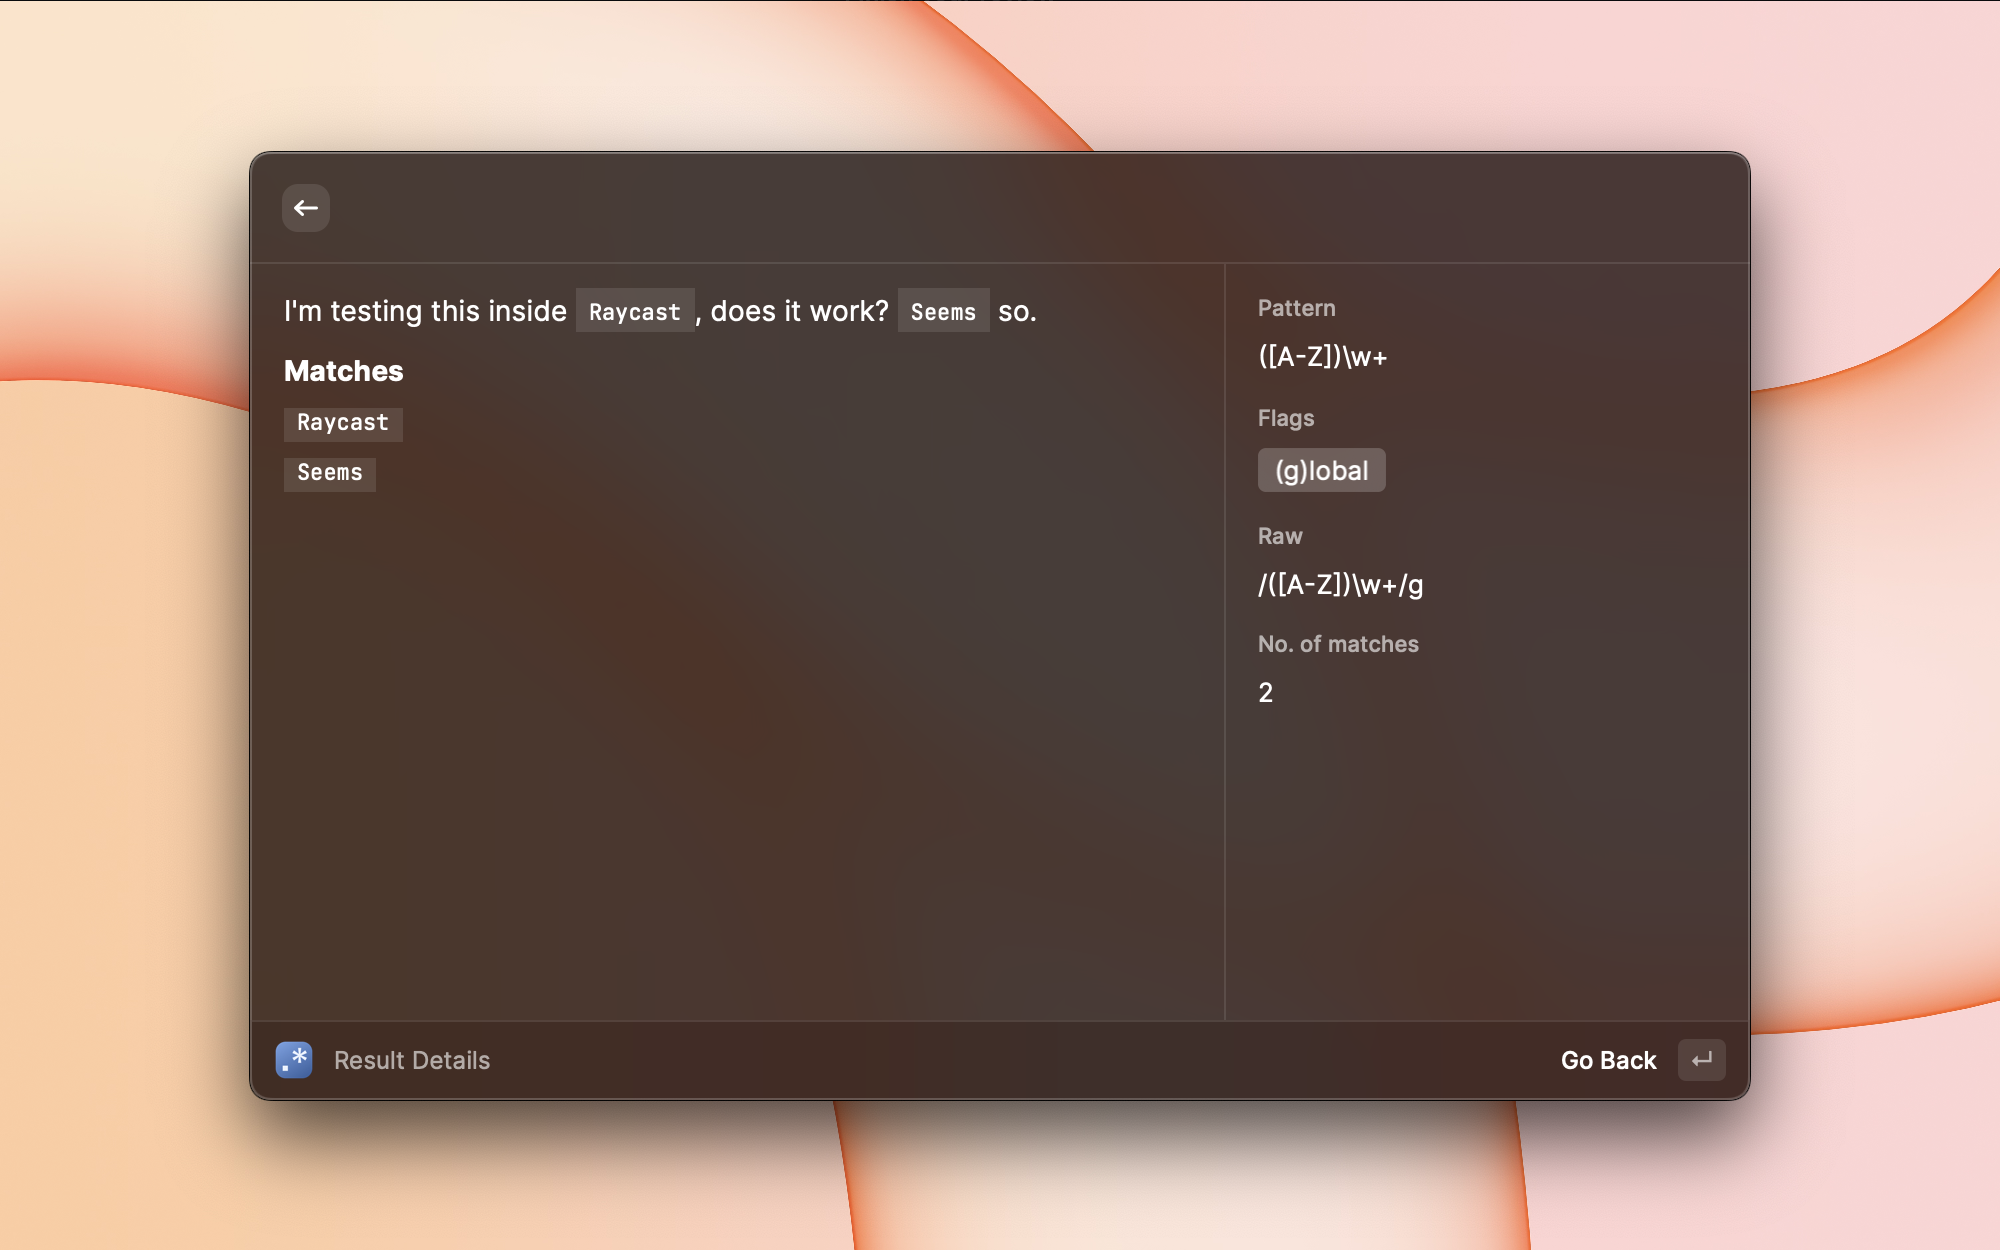 I'm testing this inside Raycast, does it work? Seems so.
Matches
Raycast
Seems
Pattern
([A-Z])\w+
Flags
(g)lobal
Raw
/([A-Z])\w+/g
No. of matches
2
.*
Result Details
Go Back